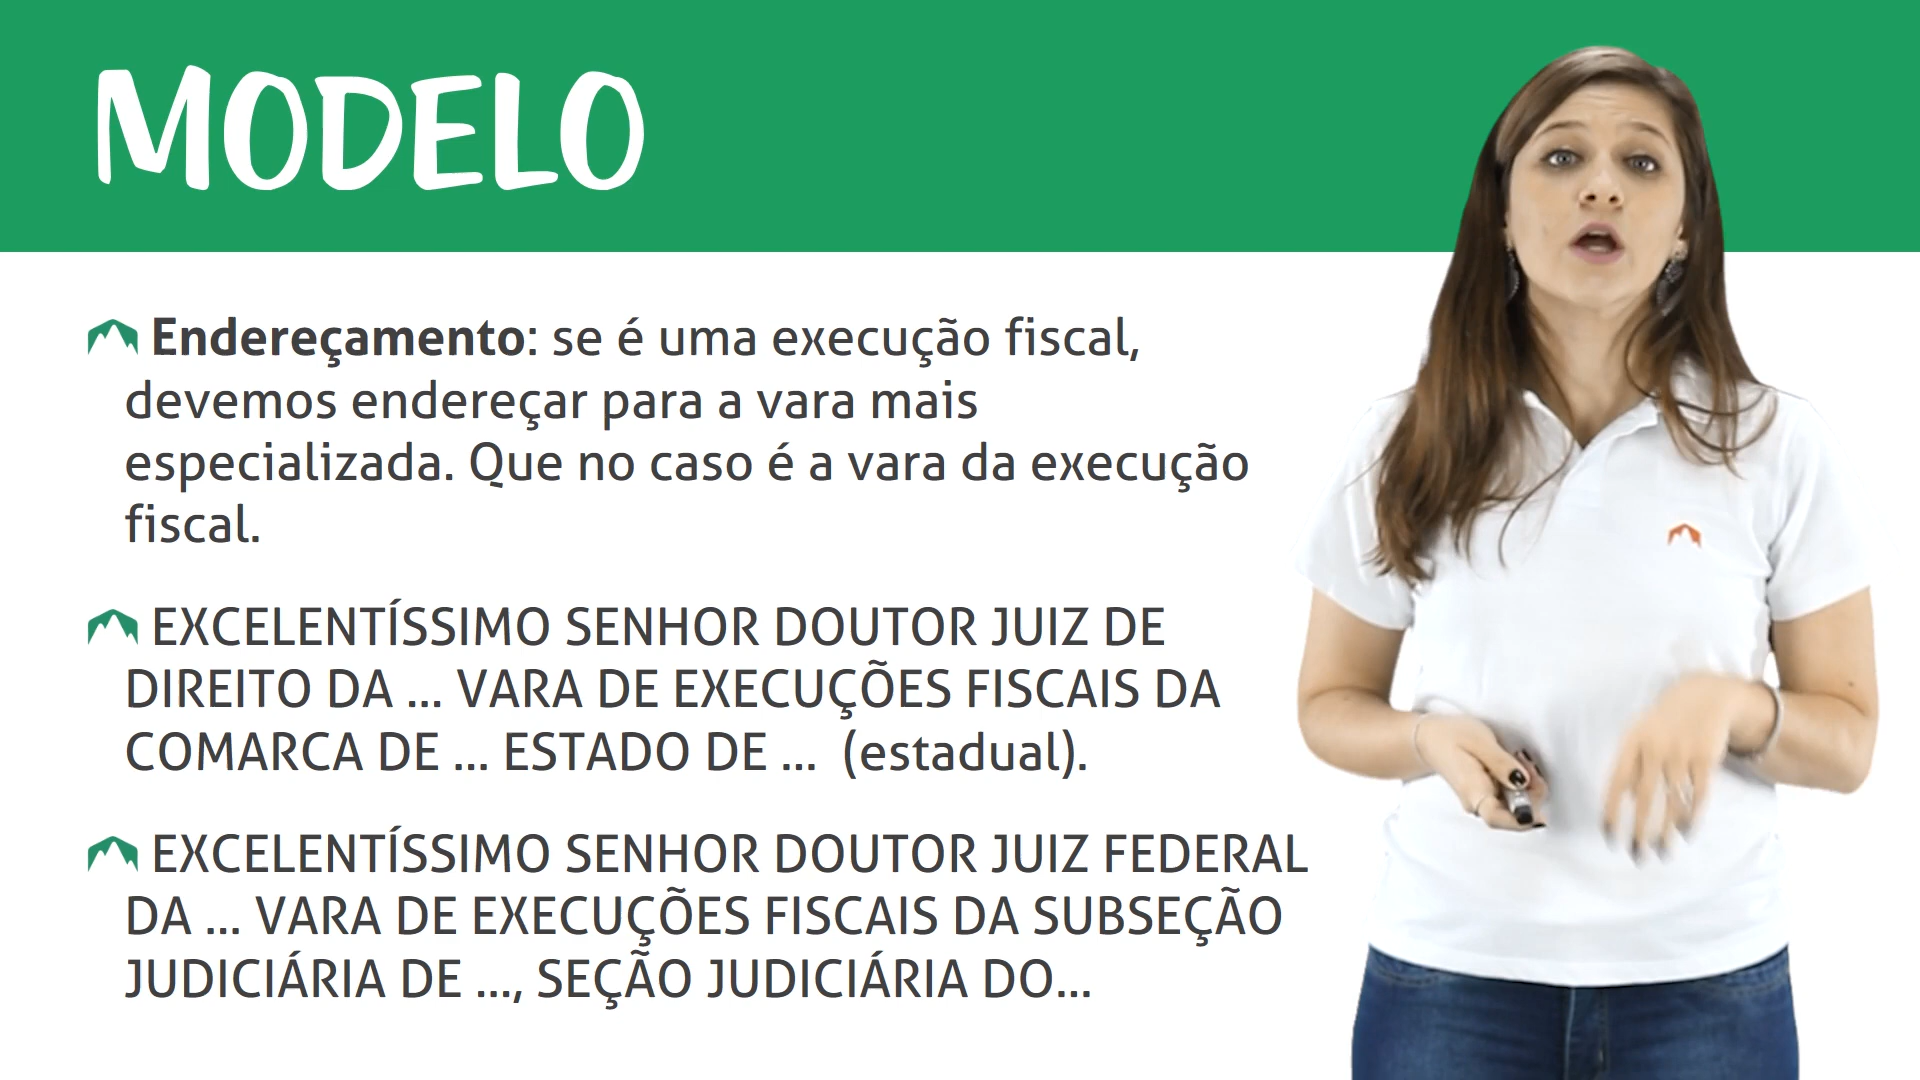 MODELO
Endereçamento: se é uma execução fiscal,
devemos endereçar para a vara mais
especializada. Que no caso é a vara da execução
fiscal.
EXCELENTÍSSIMO SENHOR DOUTOR JUIZ DE
DIREITO DA ... VARA DE EXECUÇÕES FISCAIS DA
COMARCA DE ... ESTADO DE ... (estadual).
EXCELENTÍSSIMO SENHOR DOUTOR JUIZ FEDERAL
DA ... VARA DE EXECUÇÕES FISCAIS DA SUBSEÇÃO
JUDICIÁRIA DE ..., SEÇÃO JUDICIÁRIA DO...